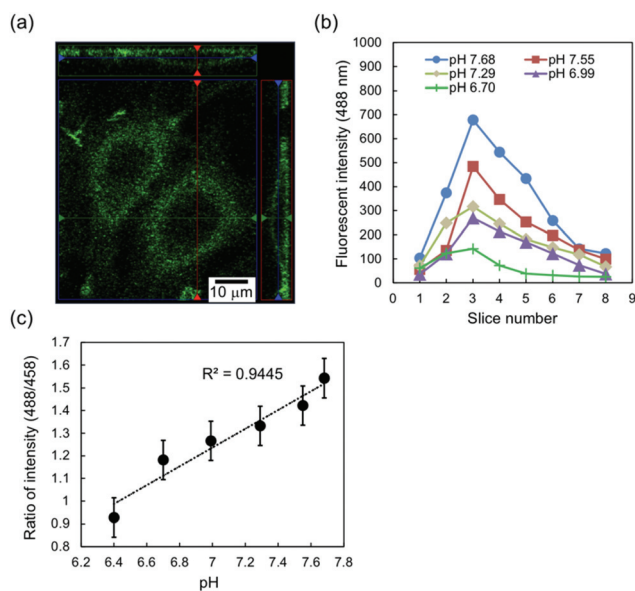 (a)
10 µm
(b)
Fluorescent intensity (488 nm)
1000
900
800
700
600
500
400
300
200
100
0
pH 7.68
pH 7.55
pH 7.29
pH 6.99
pH 6.70
0 1 2 3 4 5 6 7 8 9
Slice number
(c)
Ratio of intensity (488/458)
1.7
1.6
1.5
1.4
1.3
1.2
1.1
1
0.9
0.8
R² = 0.9445
6.2 6.4 6.6 6.8 7 7.2 7.4 7.6 7.8
pH